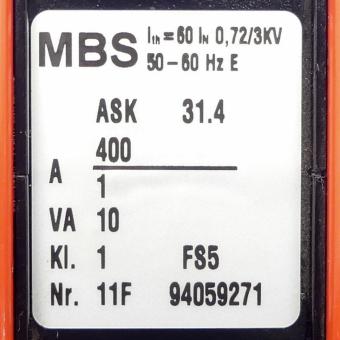 MBS Ith=60 IN 0,72/3KV
50-60 Hz E
ASK 31.4
A 400
1
VA 10
Kl. 1 FS5
Nr. 11F 94059271